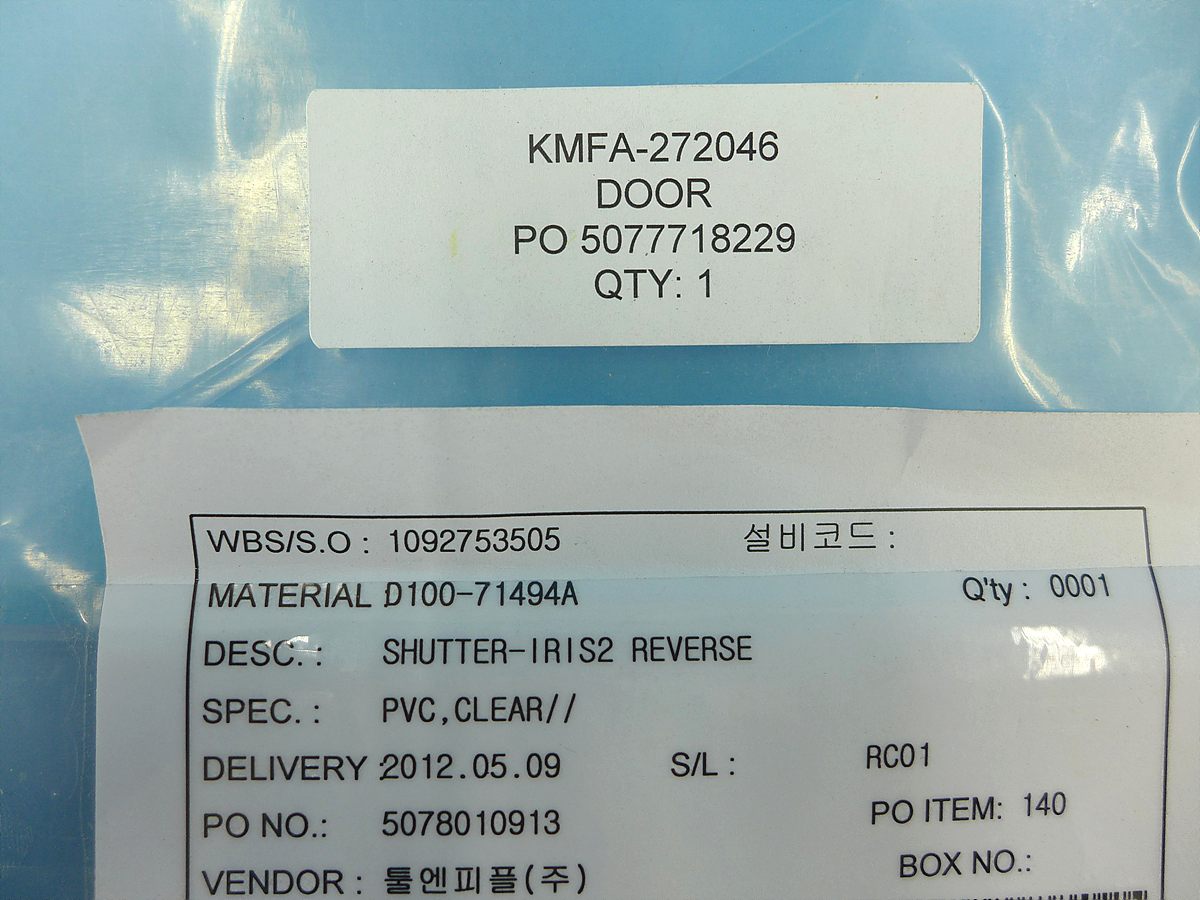 KMFA-272046
DOOR
PO 5077718229
QTY: 1
WBS/S.O : 1092753505 설비코드 :
MATERIAL : D100-71494A Q'ty : 0001
DESC. : SHUTTER-IRIS2 REVERSE
SPEC. : PVC,CLEAR//
DELIVERY : 2012.05.09 S/L : RC01
PO NO.: 5078010913 PO ITEM: 140
VENDOR : 툴엔피플(주) BOX NO.: